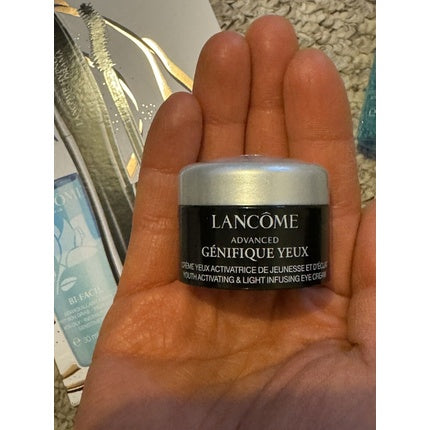 LANCÔME
ADVANCED
GÉNIFIQUE YEUX
CRÈME YEUX ACTIVATRICE DE JEUNESSE ET D'ÉCLAT
YOUTH ACTIVATING & LIGHT INFUSING EYE CREAM
BI-FACIL